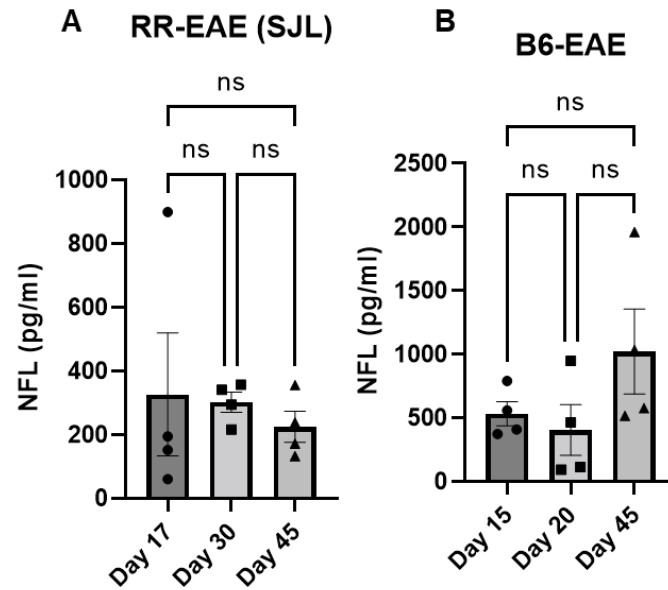 A
RR-EAE (SJL)
ns
ns
ns
NFL (pg/ml)
1000
800
600
400
200
0
Day 17
Day 30
Day 45
B
B6-EAE
ns
ns
ns
NFL (pg/ml)
2500
2000
1500
1000
500
0
Day 15
Day 20
Day 45